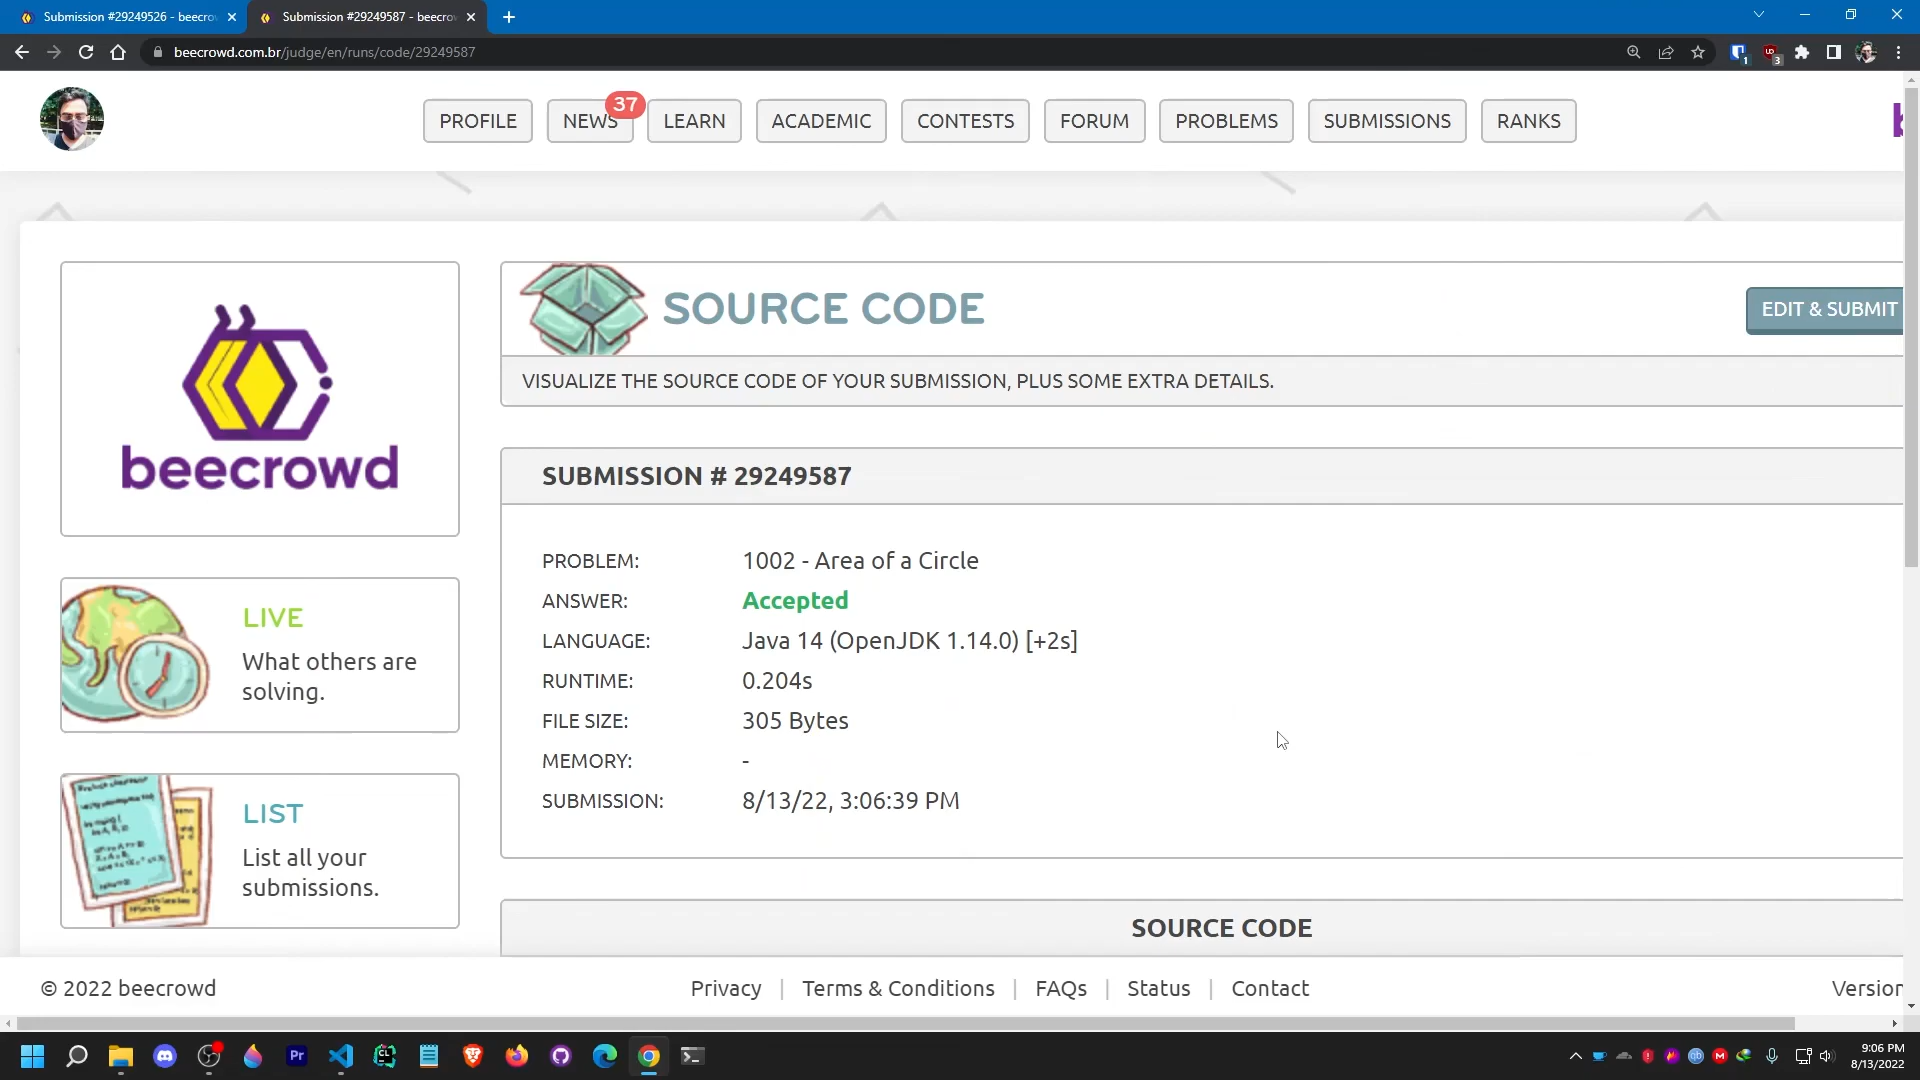 Submission #29249526 - beecro
Submission #29249587 - beecrow
beecrowd.com.br/judge/en/runs/code/29249587
1
3
PROFILE
NEWS
37
LEARN
ACADEMIC
CONTESTS
FORUM
PROBLEMS
SUBMISSIONS
RANKS
b
SOURCE CODE
EDIT & SUBMIT
VISUALIZE THE SOURCE CODE OF YOUR SUBMISSION, PLUS SOME EXTRA DETAILS.
beecrowd
SUBMISSION # 29249587
PROBLEM: 1002 - Area of a Circle
ANSWER: Accepted
LANGUAGE: Java 14 (OpenJDK 1.14.0) [+2s]
RUNTIME: 0.204s
FILE SIZE: 305 Bytes
MEMORY: -
SUBMISSION: 8/13/22, 3:06:39 PM
LIVE
What others are
solving.
LIST
List all your
submissions.
SOURCE CODE
© 2022 beecrowd
Privacy | Terms & Conditions | FAQs | Status | Contact
Version
Pr
CL
9:06 PM
8/13/2022